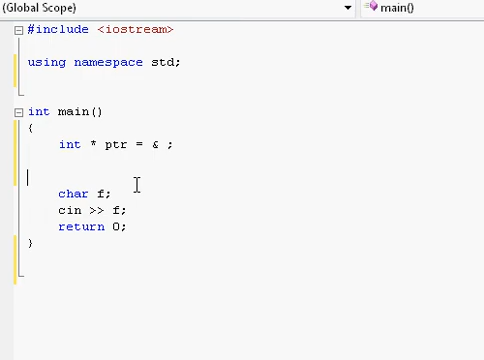 (Global Scope) main()
#include <iostream>
using namespace std;
int main()
{
int * ptr = & ;
char f;
cin >> f;
return 0;
}